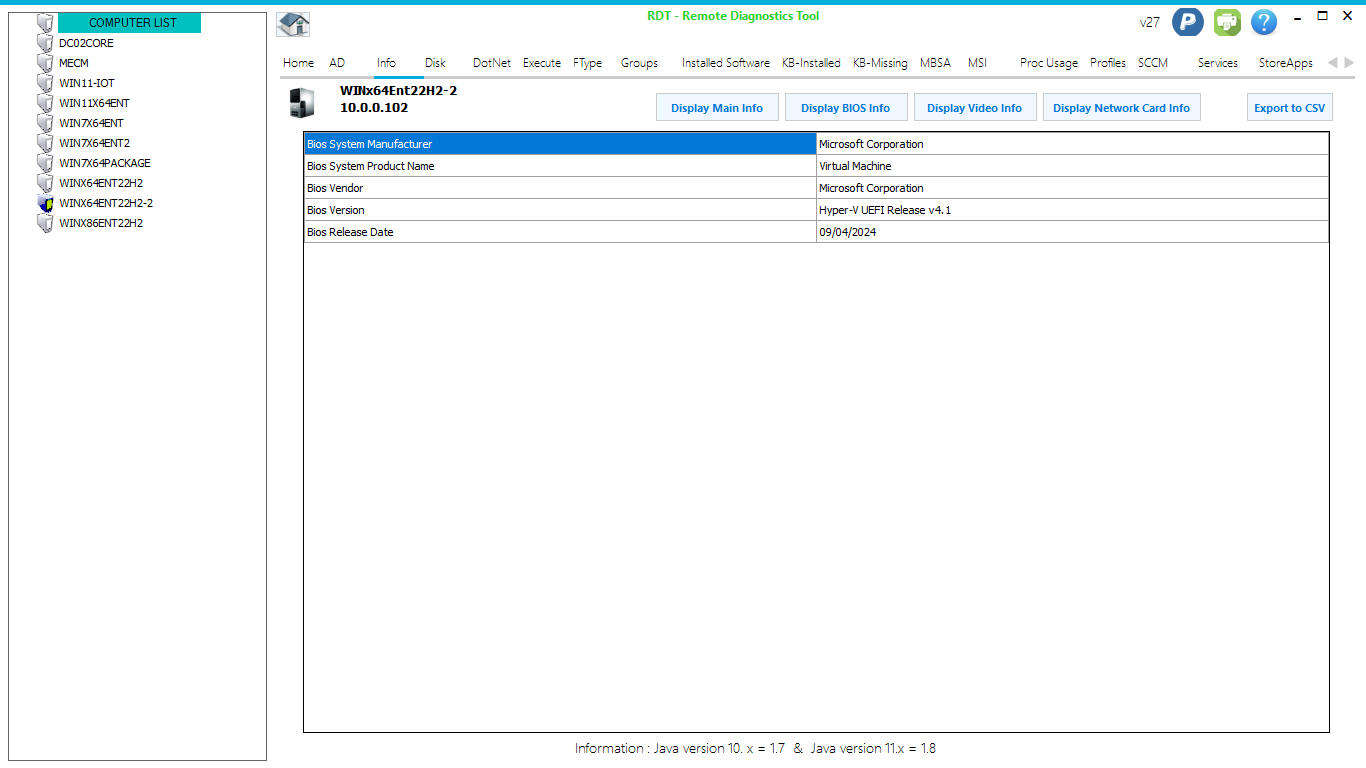 COMPUTER LIST
DC02CORE
MECM
WIN11-IOT
WIN11X64ENT
WIN7X64ENT
WIN7X64ENT2
WIN7X64PACKAGE
WINX64ENT22H2
WINX64ENT22H2-2
WINX86ENT22H2
RDT - Remote Diagnostics Tool
v27 P ?
Home AD Info Disk DotNet Execute FType Groups Installed Software KB-Installed KB-Missing MBSA MSI Proc Usage Profiles SCCM Services StoreApps
WINx64Ent22H2-2
10.0.0.102
Display Main Info Display BIOS Info Display Video Info Display Network Card Info Export to CSV
Bios System Manufacturer Microsoft Corporation
Bios System Product Name Virtual Machine
Bios Vendor Microsoft Corporation
Bios Version Hyper-V UEFI Release v4.1
Bios Release Date 09/04/2024
Information : Java version 10. x = 1.7 & Java version 11.x = 1.8